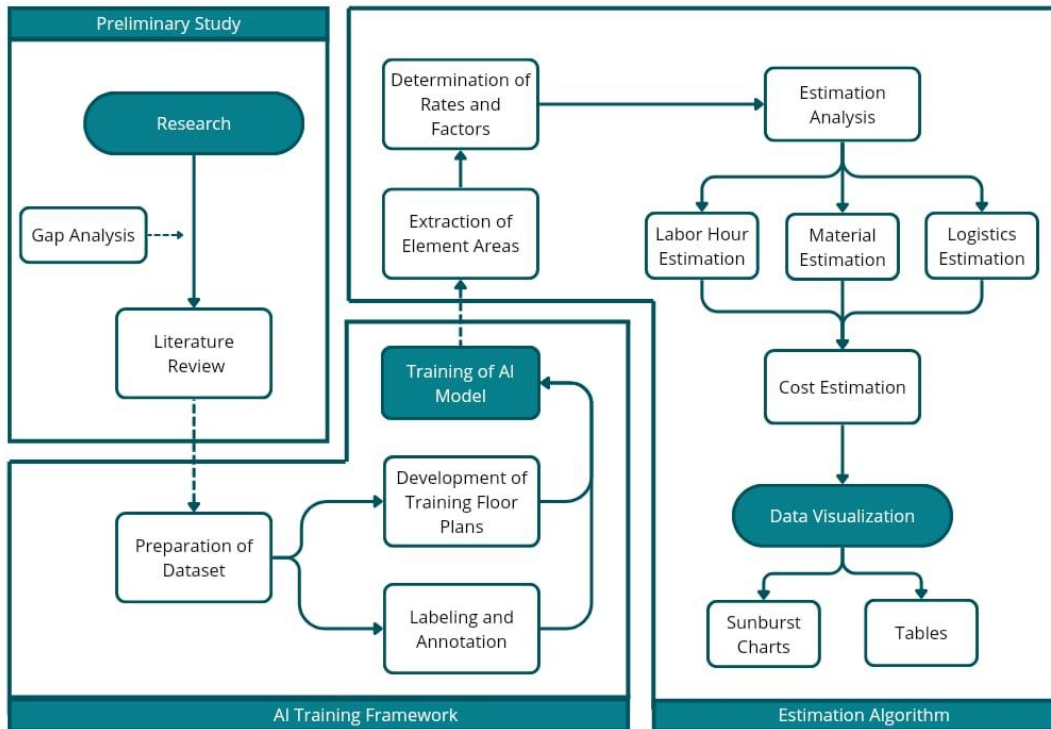 Preliminary Study
Research
Gap Analysis
Literature
Review
Preparation of
Dataset
Development of
Training Floor
Plans
Labeling and
Annotation
Training of AI
Model
AI Training Framework
Extraction of
Element Areas
Determination of
Rates and
Factors
Estimation
Analysis
Labor Hour
Estimation
Material
Estimation
Logistics
Estimation
Cost Estimation
Data Visualization
Sunburst
Charts
Tables
Estimation Algorithm